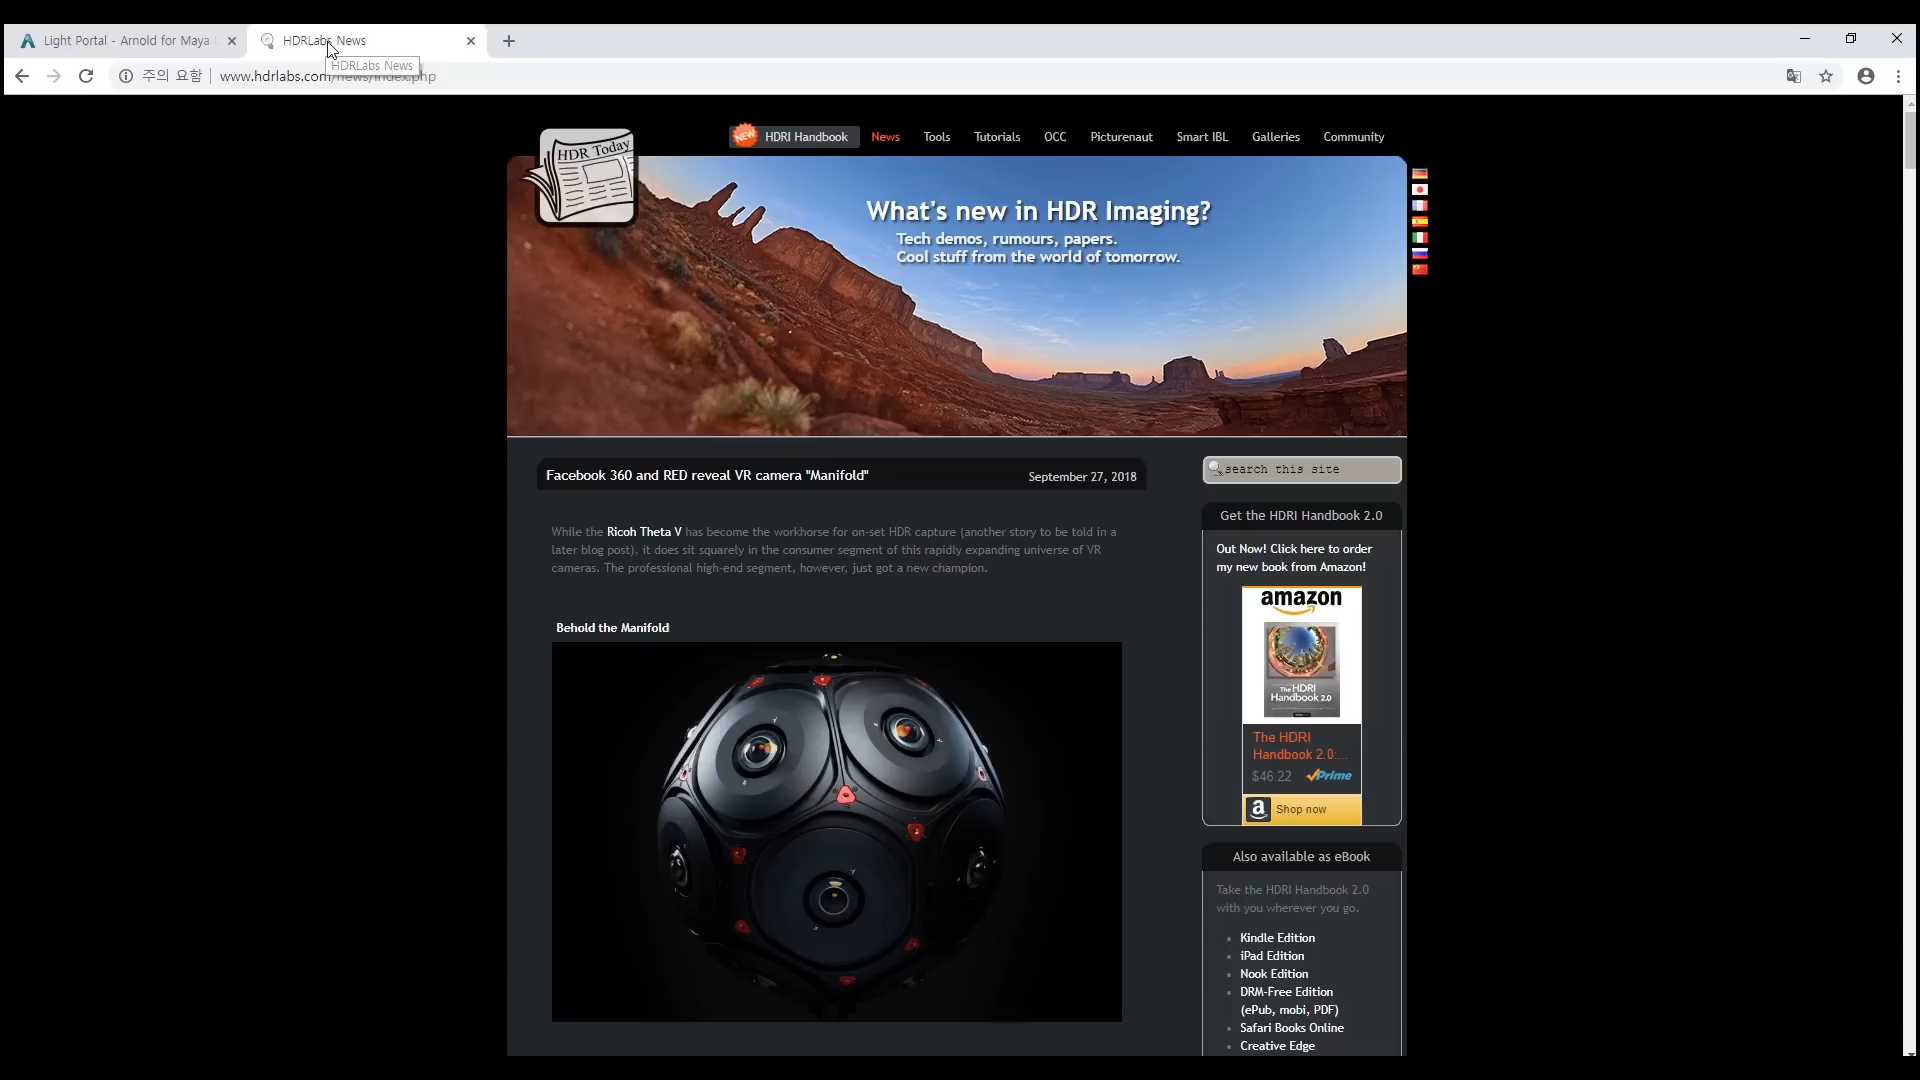 Light Portal - Arnold for Maya
HDRLabs News
HDRLabs News
주의 요함
www.hdrlabs.com/news/index.php
HDR Today
NEW
HDRI Handbook
News
Tools
Tutorials
OCC
Picturenaut
Smart IBL
Galleries
Community
What's new in HDR Imaging?
Tech demos, rumours, papers.
Cool stuff from the world of tomorrow.
Facebook 360 and RED reveal VR camera "Manifold"
September 27, 2018
While the Ricoh Theta V has become the workhorse for on-set HDR capture (another story to be told in a
later blog post), it does sit squarely in the consumer segment of this rapidly expanding universe of VR
cameras. The professional high-end segment, however, just got a new champion.
Behold the Manifold
search this site
Get the HDRI Handbook 2.0
Out Now! Click here to order
my new book from Amazon!
amazon
The HDRI
Handbook 2.0
The HDRI
Handbook 2.0:...
$46.22
Prime
a
Shop now
Also available as eBook
Take the HDRI Handbook 2.0
with you wherever you go.
Kindle Edition
iPad Edition
Nook Edition
DRM-Free Edition
(ePub, mobi, PDF)
Safari Books Online
Creative Edge